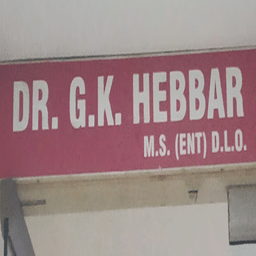 DR. G.K. HEBBAR
M.S. (ENT) D.L.O.